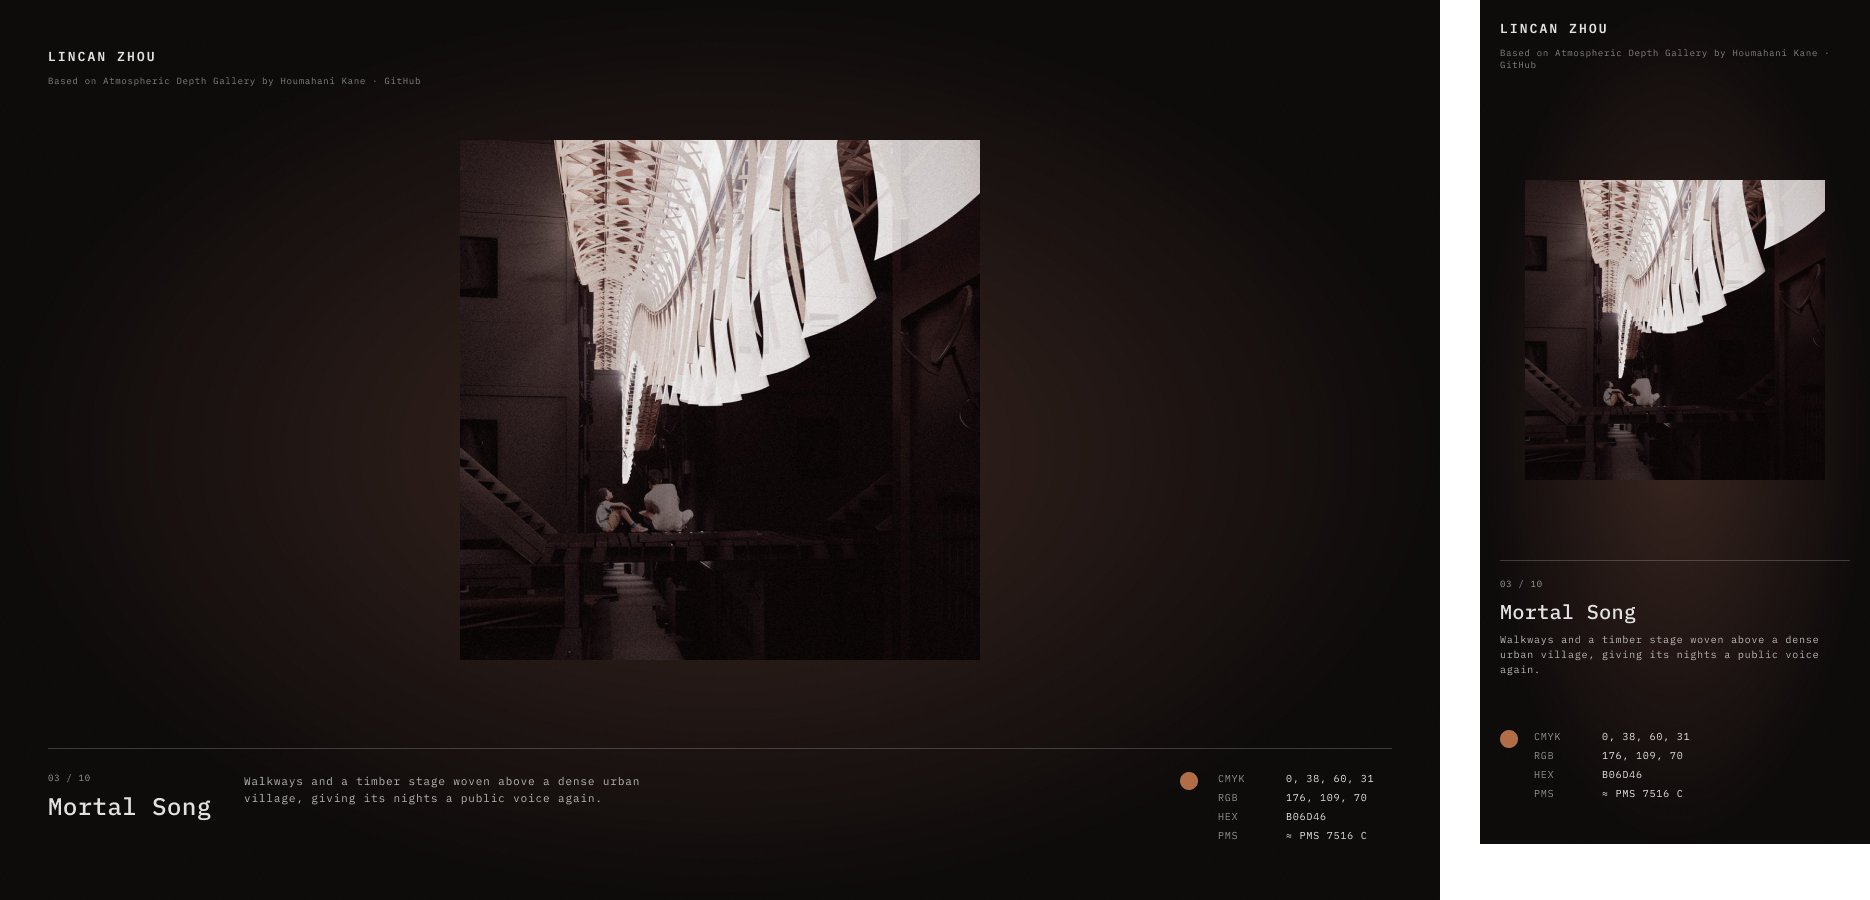 LINCAN ZHOU
Based on Atmospheric Depth Gallery by Houmahani Kane · GitHub
03 / 10
Mortal Song
Walkways and a timber stage woven above a dense urban
village, giving its nights a public voice again.
CMYK 0, 38, 60, 31
RGB 176, 109, 70
HEX B06D46
PMS ≈ PMS 7516 C
LINCAN ZHOU
Based on Atmospheric Depth Gallery by Houmahani Kane ·
GitHub
03 / 10
Mortal Song
Walkways and a timber stage woven above a dense
urban village, giving its nights a public voice
again.
CMYK 0, 38, 60, 31
RGB 176, 109, 70
HEX B06D46
PMS ≈ PMS 7516 C